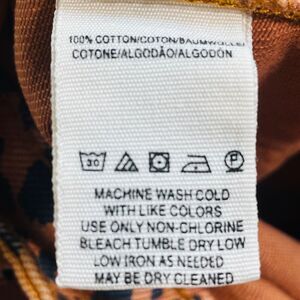 100% COTTON/COTON/BAUMWOLLE/
COTONE/ALGODÃO/ALGODÓN
30 P
MACHINE WASH COLD
WITH LIKE COLORS
USE ONLY NON-CHLORINE
BLEACH TUMBLE DRY LOW
LOW IRON AS NEEDED
MAY BE DRY CLEANED